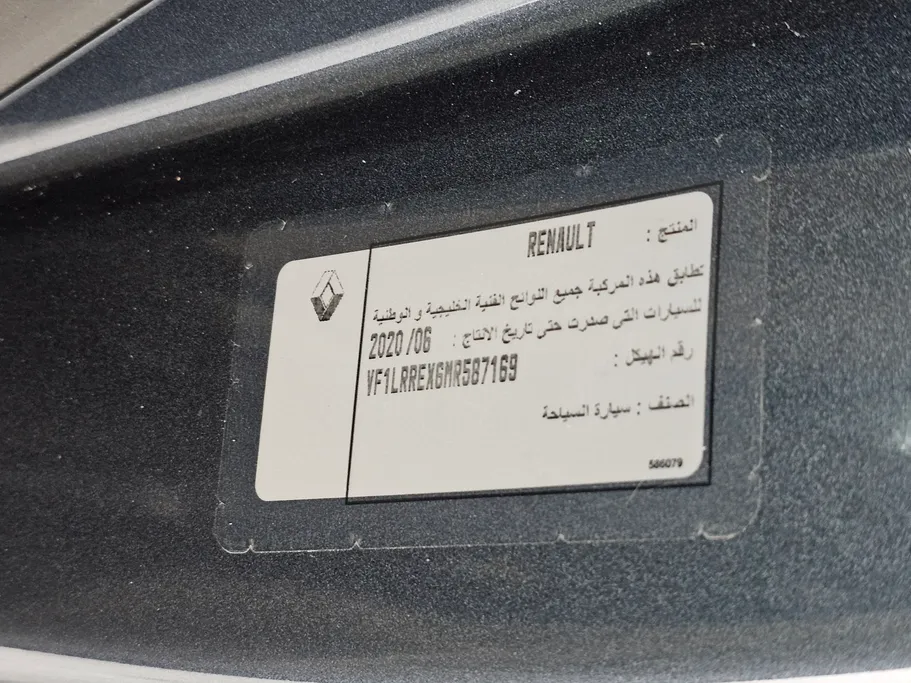 المنتج : RENAULT
تطابق هذه المركبة جميع اللوائح الفنية الخليجية و الوطنية
للسيارات التي صدرت حتى تاريخ الانتاج : 2020/06
رقم الهيكل : VF1LRREX6MR587169
الصنف : سيارة السياحة
586079